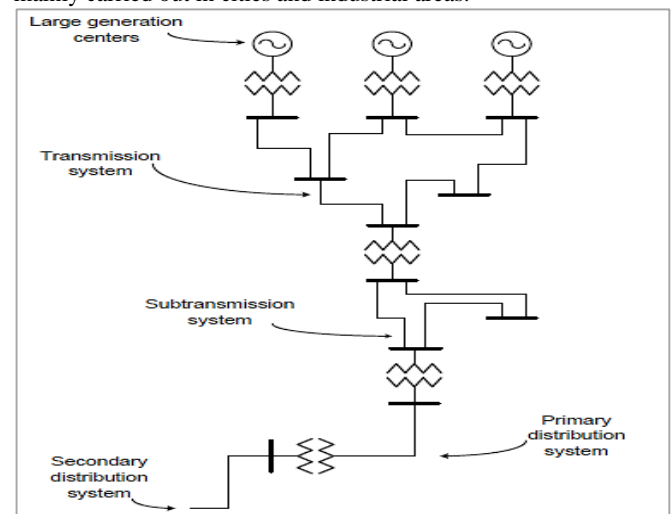 mainly carried out in cities and industrial areas.
Large generation
centers
Transmission
system
Subtransmission
system
Primary
distribution
system
Secondary
distribution
system